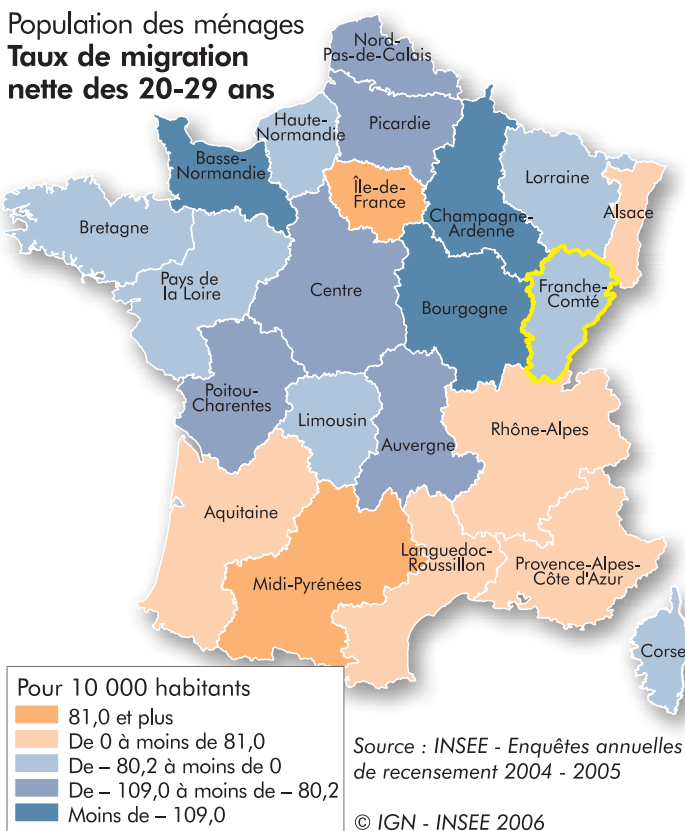 Population des ménages
Taux de migration
nette des 20-29 ans
Nord-
Pas-de-Calais
Haute-
Normandie
Picardie
Basse-
Normandie
Île-de-
France
Champagne-
Ardenne
Lorraine
Alsace
Bretagne
Pays de
la Loire
Centre
Bourgogne
Franche-
Comté
Poitou-
Charentes
Limousin
Auvergne
Rhône-Alpes
Aquitaine
Midi-Pyrénées
Languedoc-
Roussillon
Provence-Alpes-
Côte d'Azur
Corse
Pour 10 000 habitants
81,0 et plus
De 0 à moins de 81,0
De – 80,2 à moins de 0
De – 109,0 à moins de – 80,2
Moins de – 109,0
Source : INSEE - Enquêtes annuelles
de recensement 2004 - 2005
© IGN - INSEE 2006